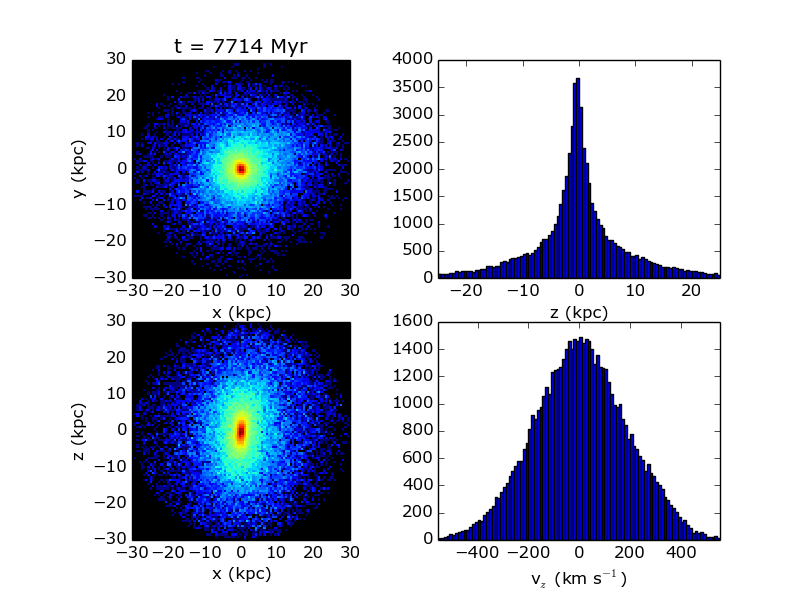 t = 7714 Myr
30
20
10
0
−10
−20
−30
y (kpc)
−30 −20 −10 0 10 20 30
x (kpc)
4000
3500
3000
2500
2000
1500
1000
500
0
−20 −10 0 10 20
z (kpc)
30
20
10
0
−10
−20
−30
z (kpc)
−30 −20 −10 0 10 20 30
x (kpc)
1600
1400
1200
1000
800
600
400
200
0
−400 −200 0 200 400
v_z (km s⁻¹)